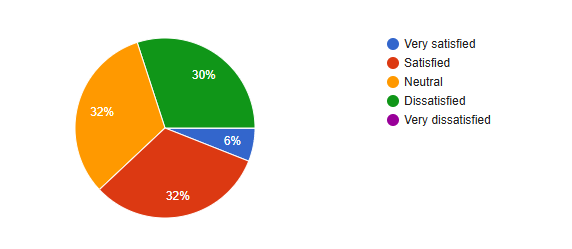 30%
32%
6%
32%
Very satisfied
Satisfied
Neutral
Dissatisfied
Very dissatisfied